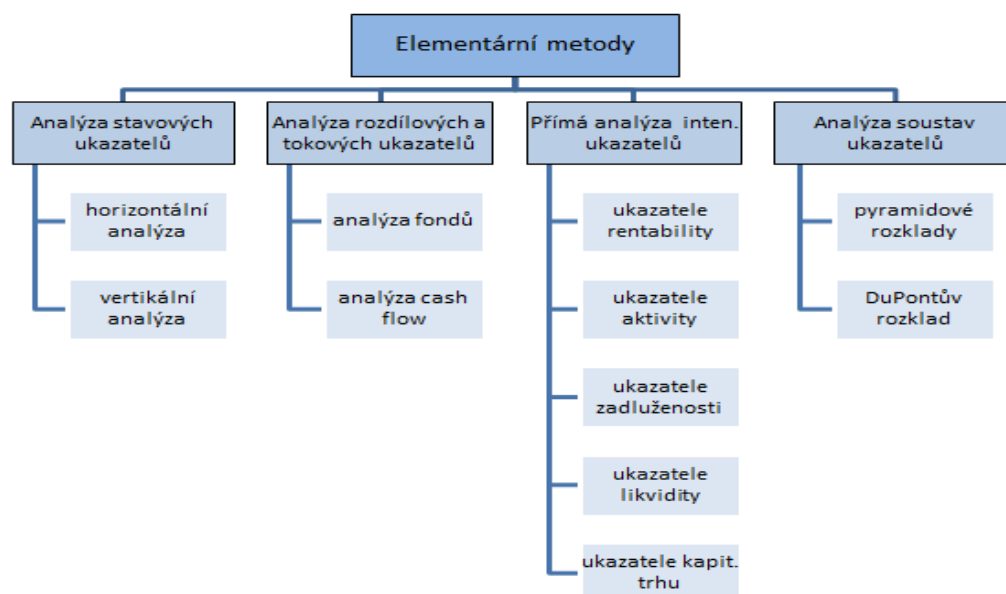 Elementární metody
Analýza stavových
ukazatelů
horizontální
analýza
vertikální
analýza
Analýza rozdílových a
tokových ukazatelů
analýza fondů
analýza cash
flow
Přímá analýza inten.
ukazatelů
ukazatele
rentability
ukazatele
aktivity
ukazatele
zadluženosti
ukazatele
likvidity
ukazatele kapit.
trhu
Analýza soustav
ukazatelů
pyramidové
rozklady
DuPontův
rozklad